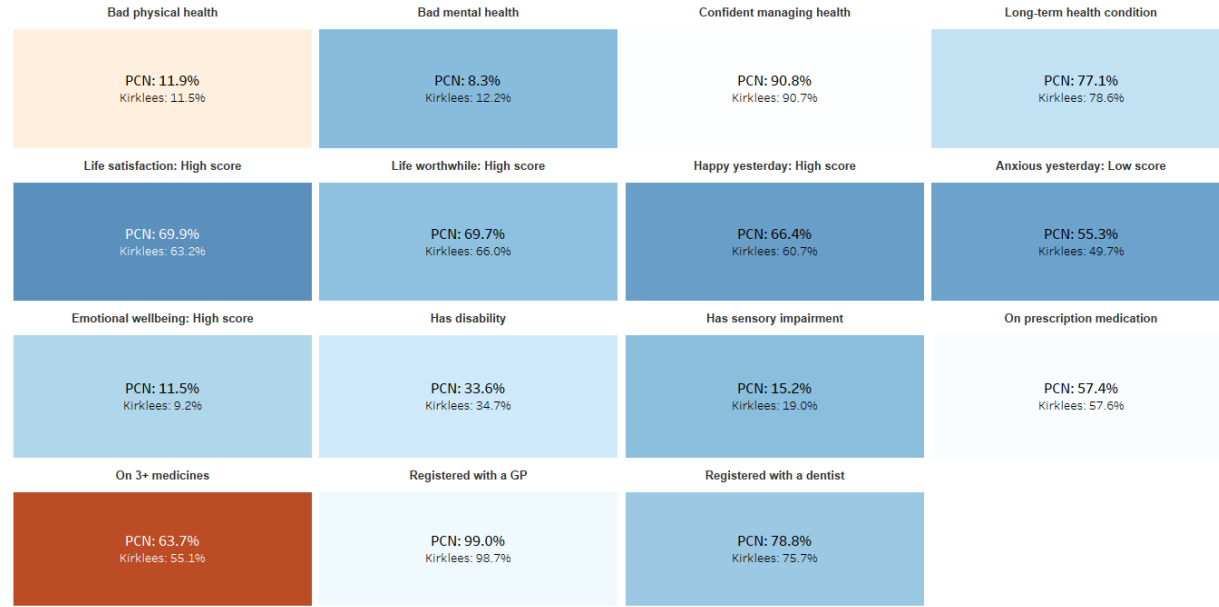 Bad physical health
Bad mental health
Confident managing health
Long-term health condition
PCN: 11.9%
Kirklees: 11.5%
PCN: 8.3%
Kirklees: 12.2%
PCN: 90.8%
Kirklees: 90.7%
PCN: 77.1%
Kirklees: 78.6%
Life satisfaction: High score
Life worthwhile: High score
Happy yesterday: High score
Anxious yesterday: Low score
PCN: 69.9%
Kirklees: 63.2%
PCN: 69.7%
Kirklees: 66.0%
PCN: 66.4%
Kirklees: 60.7%
PCN: 55.3%
Kirklees: 49.7%
Emotional wellbeing: High score
Has disability
Has sensory impairment
On prescription medication
PCN: 11.5%
Kirklees: 9.2%
PCN: 33.6%
Kirklees: 34.7%
PCN: 15.2%
Kirklees: 19.0%
PCN: 57.4%
Kirklees: 57.6%
On 3+ medicines
Registered with a GP
Registered with a dentist
PCN: 63.7%
Kirklees: 55.1%
PCN: 99.0%
Kirklees: 98.7%
PCN: 78.8%
Kirklees: 75.7%